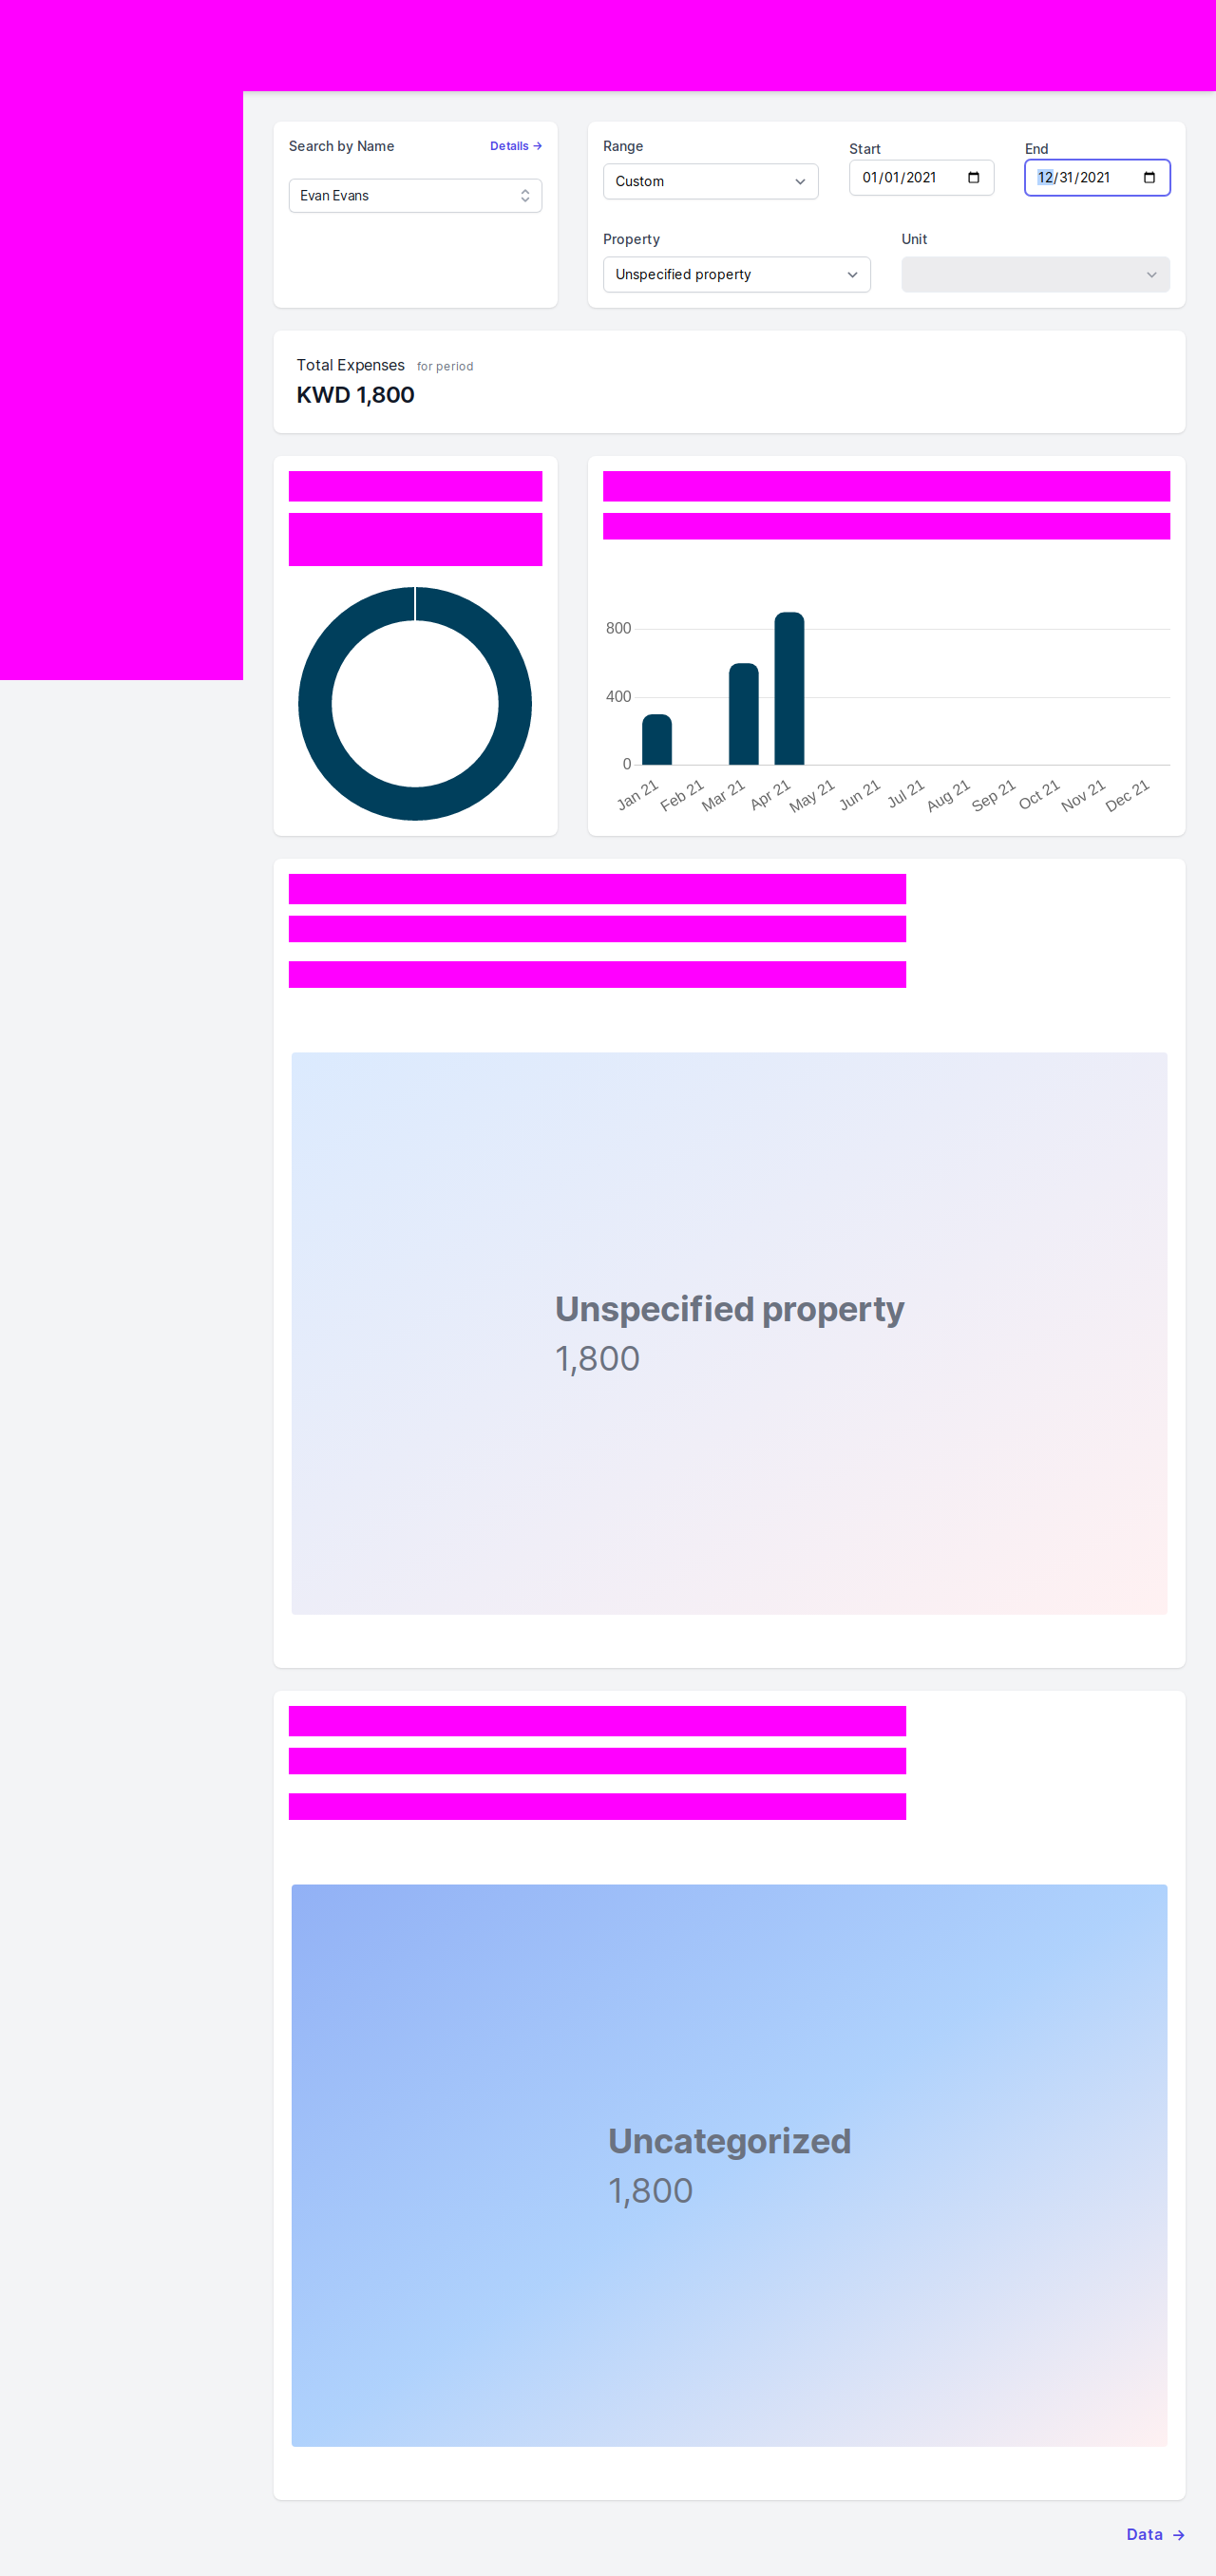 Search by Name
Details →
Evan Evans
Range
Custom
Start
01/01/2021
End
12/31/2021
Property
Unspecified property
Unit
Total Expenses for period
KWD 1,800
800
400
0
Jan 21
Feb 21
Mar 21
Apr 21
May 21
Jun 21
Jul 21
Aug 21
Sep 21
Oct 21
Nov 21
Dec 21
Unspecified property
1,800
Uncategorized
1,800
Data →